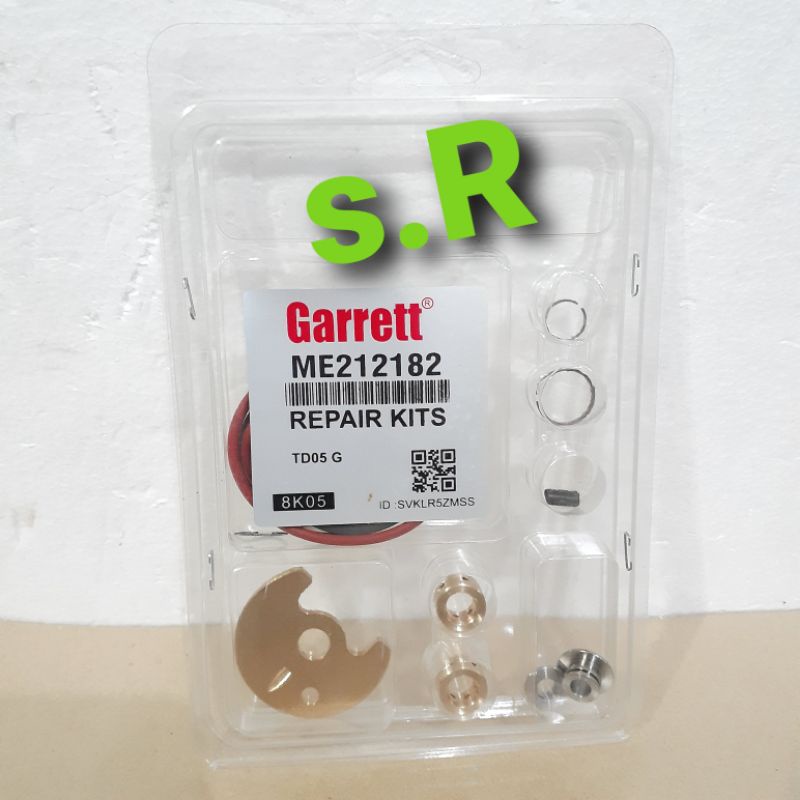 s.R
Garrett®
ME212182
REPAIR KITS
TD05 G
8K05
ID :SVKLR5ZMSS